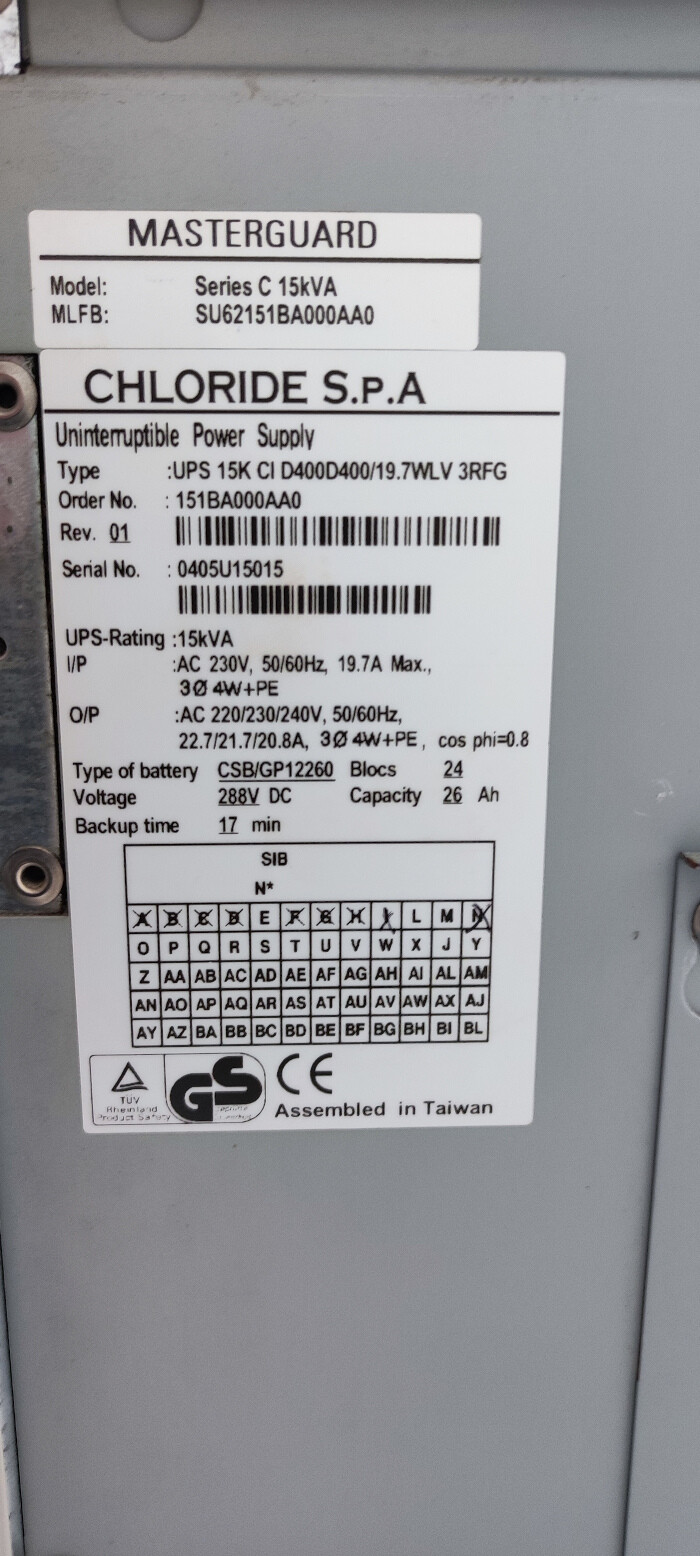 MASTERGUARD
Model: Series C 15kVA
MLFB: SU62151BA000AA0
CHLORIDE S.P.A
Uninterruptible Power Supply
Type :UPS 15K CI D400D400/19.7WLV 3RFG
Order No. : 151BA000AA0
Rev. 01
Serial No. : 0405U15015
UPS-Rating :15kVA
I/P :AC 230V, 50/60Hz, 19.7A Max.,
3Ø 4W+PE
O/P :AC 220/230/240V, 50/60Hz,
22.7/21.7/20.8A, 3Ø 4W+PE, cos phi=0.8
Type of battery CSB/GP12260 Blocs 24
Voltage 288V DC Capacity 26 Ah
Backup time 17 min
SIB
N*
A B C D E F G H I L M N
O P Q R S T U V W X J Y
Z AA AB AC AD AE AF AG AH AI AL AM
AN AO AP AQ AR AS AT AU AV AW AX AJ
AY AZ BA BB BC BD BE BF BG BH BI BL
TÜV
Rheinland
Product Safety
GS
CE
Assembled in Taiwan